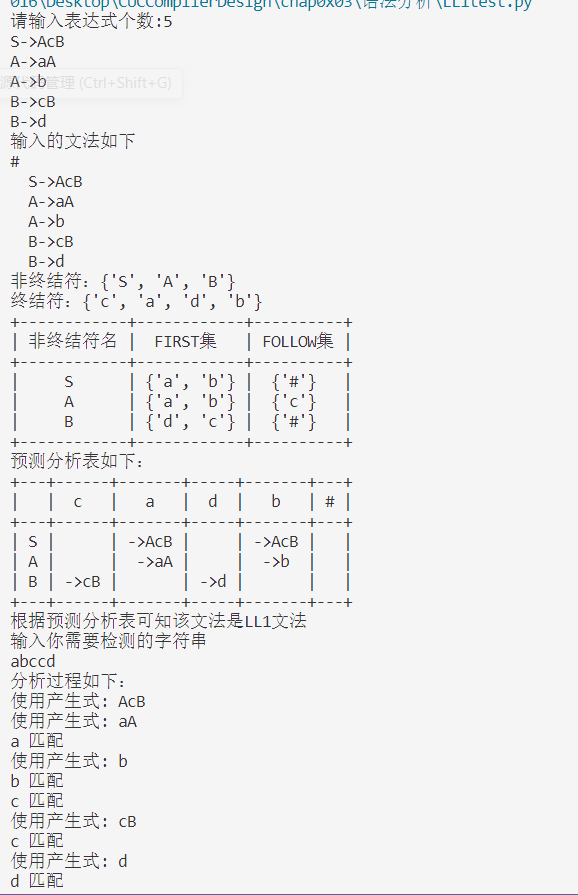 016\Desktop\CUCCompilerDesign\chap0x03\语法分析\LL1test.py
请输入表达式个数:5
S->AcB
A->aA
A->b
管理 (Ctrl+Shift+G)
B->cB
B->d
输入的文法如下
#
S->AcB
A->aA
A->b
B->cB
B->d
非终结符: {'S', 'A', 'B'}
终结符: {'c', 'a', 'd', 'b'}
+------------+------------+----------+
| 非终结符名 | FIRST集 | FOLLOW集 |
+------------+------------+----------+
| S | {'a', 'b'} | {'#'} |
| A | {'a', 'b'} | {'c'} |
| B | {'d', 'c'} | {'#'} |
+------------+------------+----------+
预测分析表如下:
+---+------+-------+-----+-------+---+
| | c | a | d | b | # |
+---+------+-------+-----+-------+---+
| S | | ->AcB | | ->AcB | |
| A | | ->aA | | ->b | |
| B | ->cB | | ->d | | |
+---+------+-------+-----+-------+---+
根据预测分析表可知该文法是LL1文法
输入你需要检测的字符串
abccd
分析过程如下:
使用产生式: AcB
使用产生式: aA
a 匹配
使用产生式: b
b 匹配
c 匹配
使用产生式: cB
c 匹配
使用产生式: d
d 匹配